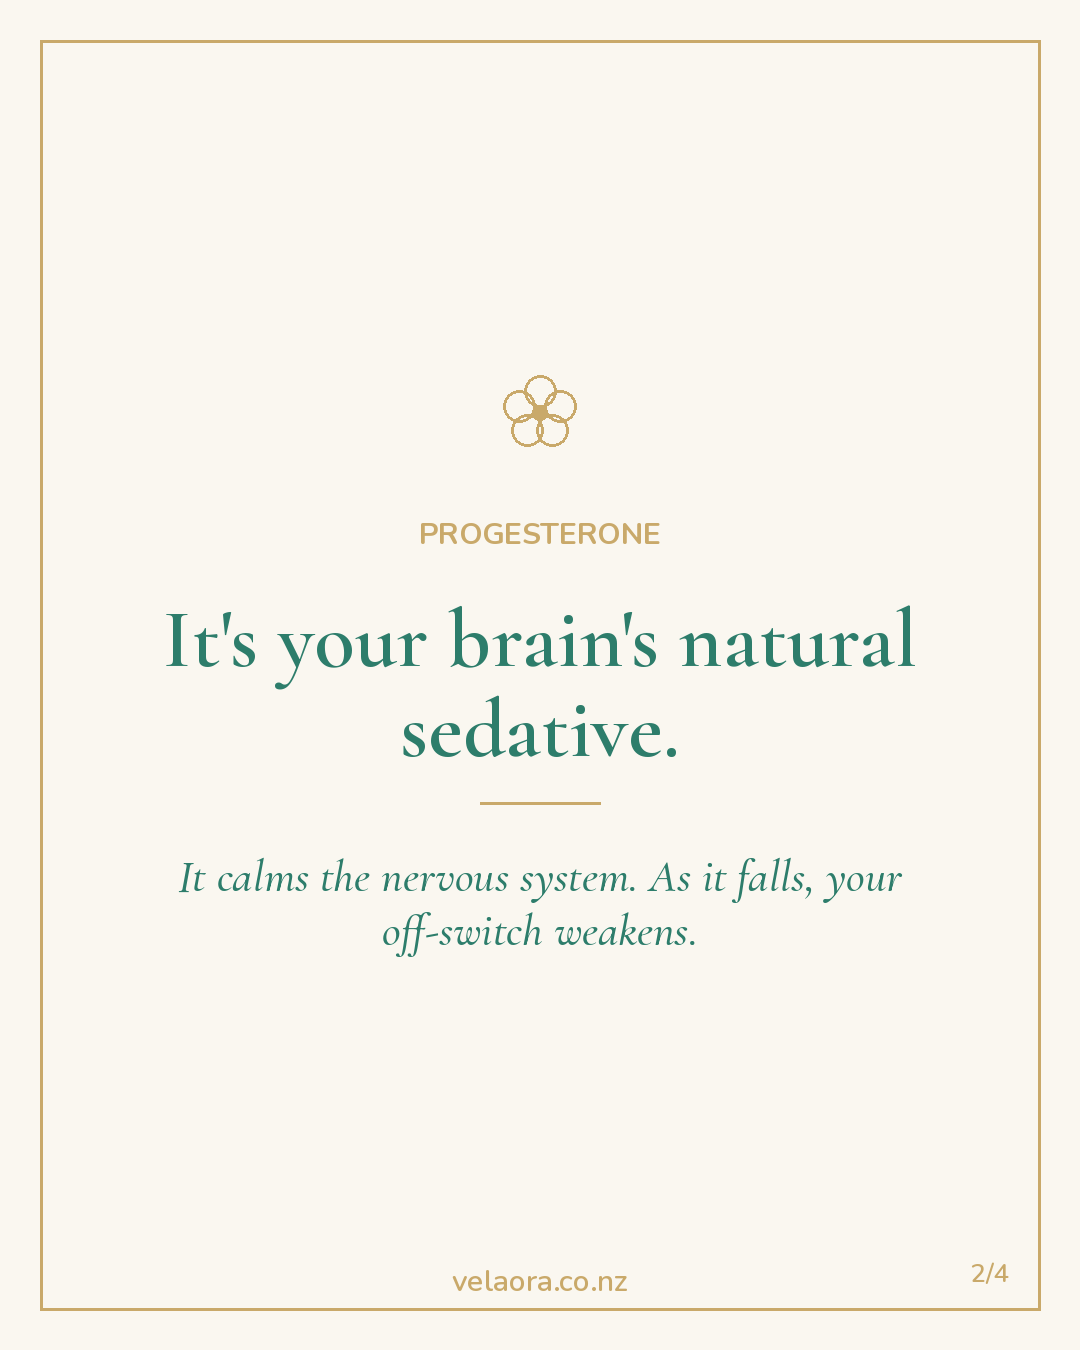 PROGESTERONE
It's your brain's natural
sedative.
It calms the nervous system. As it falls, your
off-switch weakens.
velaora.co.nz
2/4